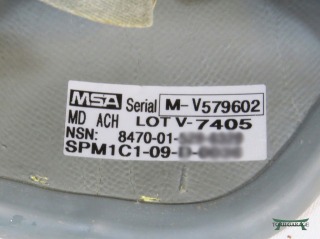 MSA Serial M-V579602
MD ACH LOT V-7405
NSN: 8470-01-
SPM1C1-09-